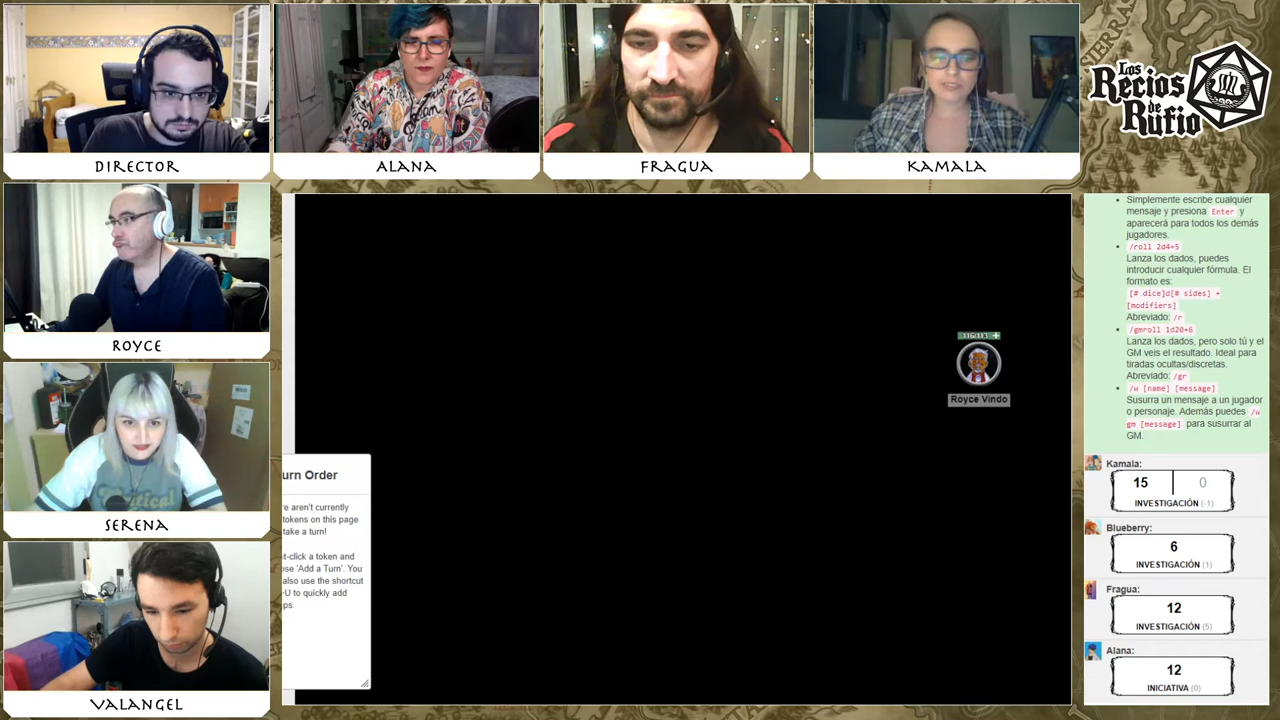 DIRECTOR
ALANA
FRAGUA
KAMALA
Los
Recios
de
Rufio
ROYCE
SERENA
VALANGEL
116/113
Royce Vindo
urn Order
re aren't currently
tokens on this page
take a turn!
t-click a token and
ose 'Add a Turn'. You
also use the shortcut
-U to quickly add
ps.
Simplemente escribe cualquier
mensaje y presiona Enter y
aparecerá para todos los demás
jugadores.
/roll 2d4+5
Lanza los dados, puedes
introducir cualquier fórmula. El
formato es:
[# dice]d[# sides] +
[modifiers]
Abreviado: /r
/gmroll 1d20+6
Lanza los dados, pero solo tú y el
GM veis el resultado. Ideal para
tiradas ocultas/discretas.
Abreviado: /gr
/w [name] [message]
Susurra un mensaje a un jugador
o personaje. Además puedes /w
gm [message] para susurrar al
GM.
Kamala:
15 0
INVESTIGACIÓN (-1)
Blueberry:
6
INVESTIGACIÓN (1)
Fragua:
12
INVESTIGACIÓN (5)
Alana:
12
INICIATIVA (0)